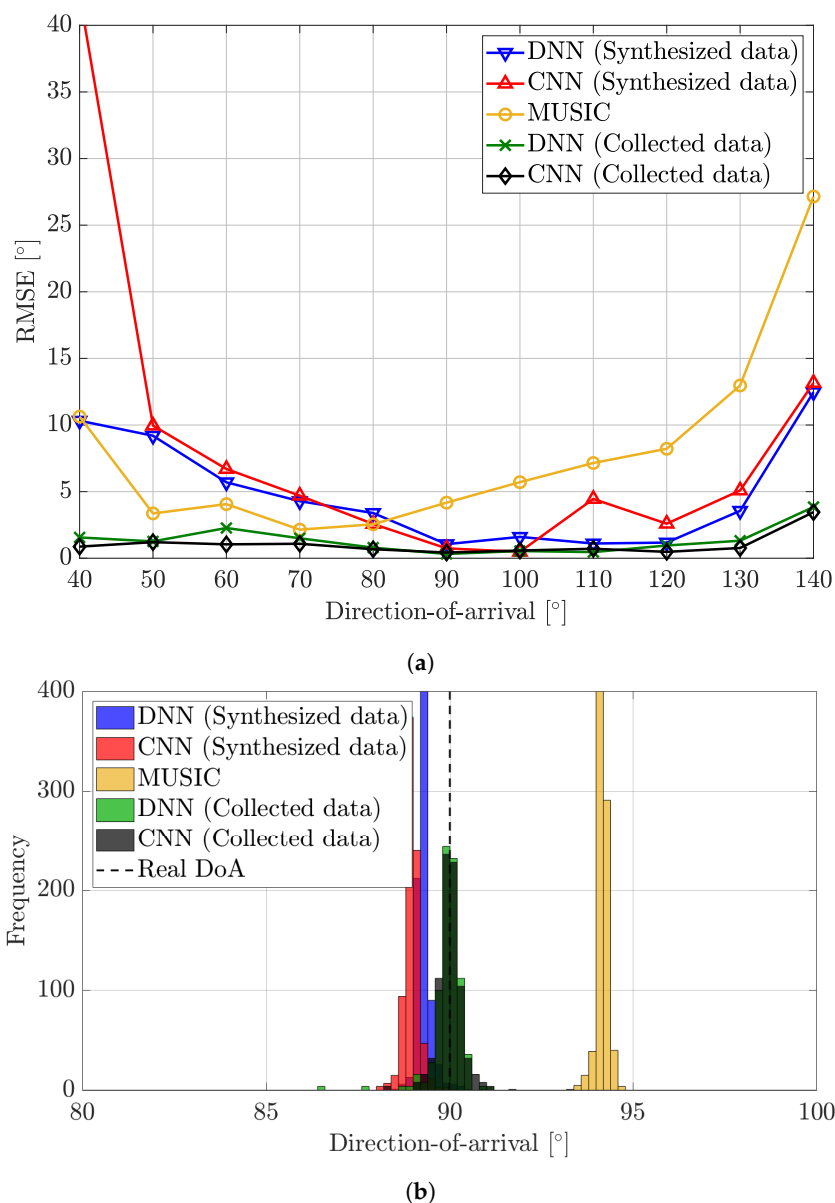 40
35
30
25
20
15
10
5
0
RMSE [°]
DNN (Synthesized data)
CNN (Synthesized data)
MUSIC
DNN (Collected data)
CNN (Collected data)
40 50 60 70 80 90 100 110 120 130 140
Direction-of-arrival [°]
(a)
400
300
200
100
0
Frequency
DNN (Synthesized data)
CNN (Synthesized data)
MUSIC
DNN (Collected data)
CNN (Collected data)
Real DoA
80 85 90 95 100
Direction-of-arrival [°]
(b)